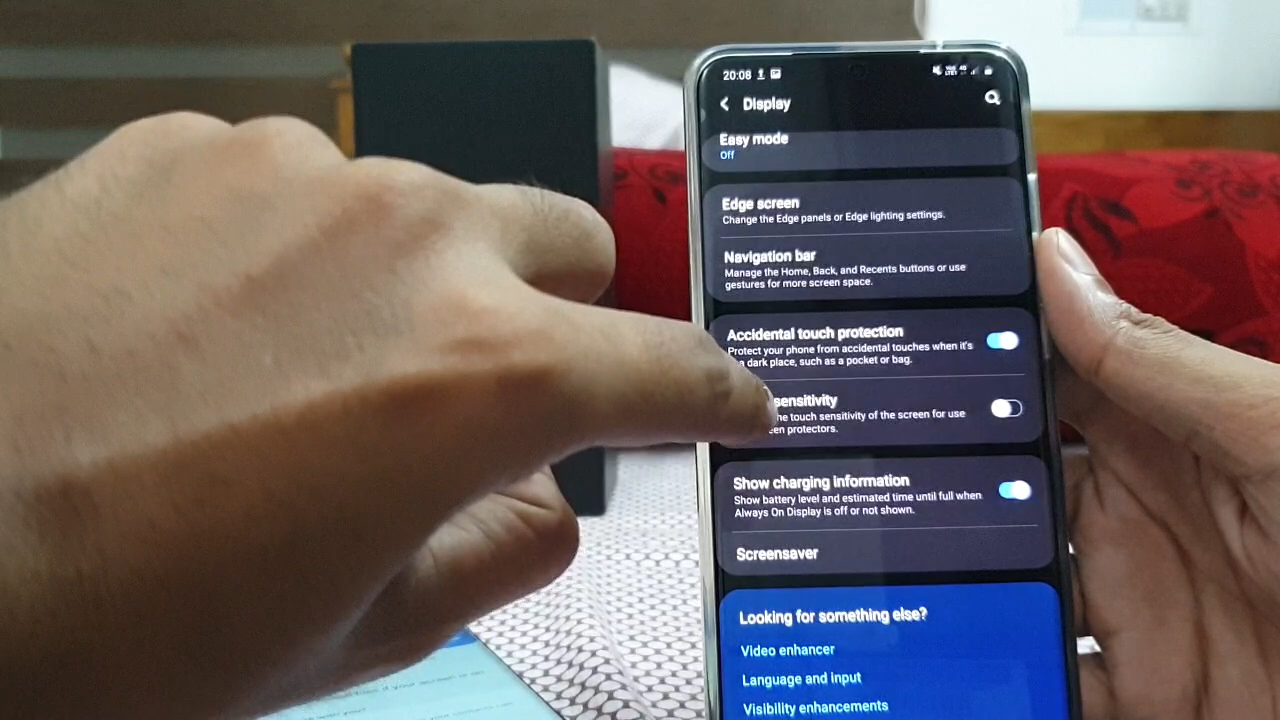 20:08
Display
Easy mode
Off
Edge screen
Change the Edge panels or Edge lighting settings.
Navigation bar
Manage the Home, Back, and Recents buttons or use
gestures for more screen space.
Accidental touch protection
Protect your phone from accidental touches when it's
a dark place, such as a pocket or bag.
sensitivity
the touch sensitivity of the screen for use
protectors.
Show charging information
Show battery level and estimated time until full when
Always On Display is off or not shown.
Screensaver
Looking for something else?
Video enhancer
Language and input
Visibility enhancements